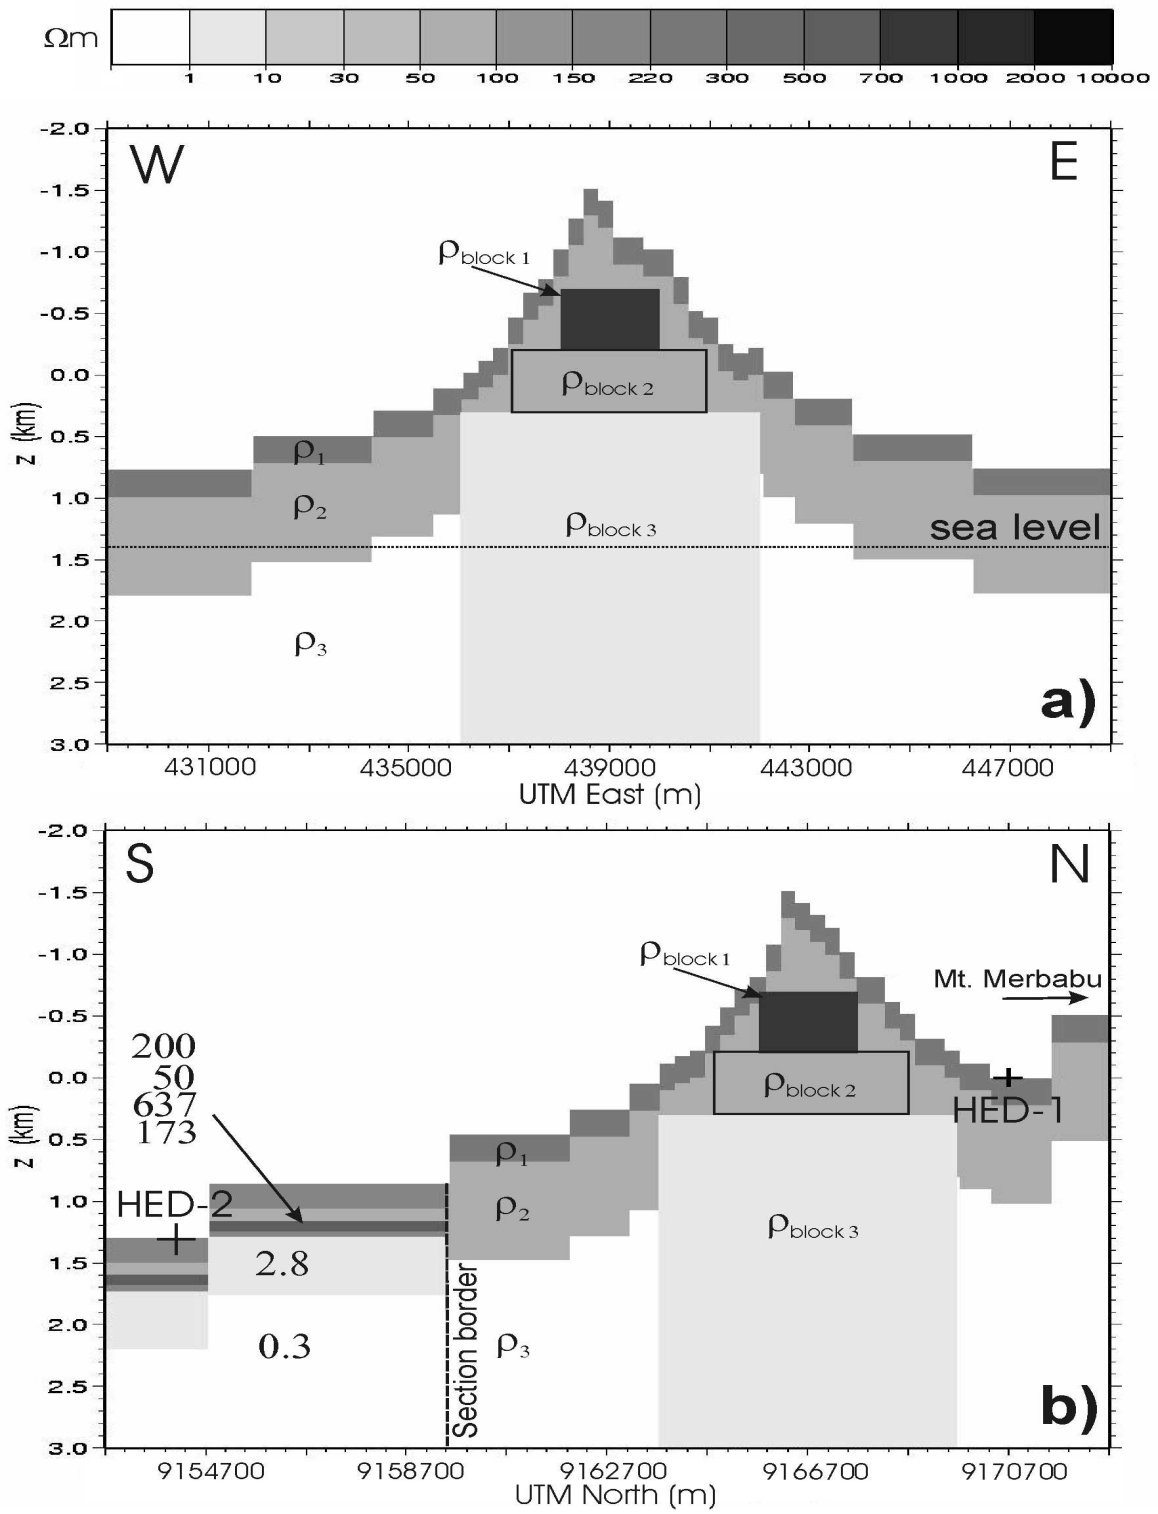 Ωm
1 10 30 50 100 150 220 300 500 700 1000 2000 10000
-2.0
W
E
-1.5
-1.0
ρblock 1
-0.5
0.0
ρblock 2
z (km)
0.5
ρ1
1.0
ρ2
ρblock 3
sea level
1.5
2.0
ρ3
2.5
a)
3.0
431000 435000 439000 443000 447000
UTM East (m)
-2.0
S
N
-1.5
-1.0
ρblock 1
Mt. Merbabu
-0.5
200
50
637
173
0.0
ρblock 2
HED-1
z (km)
0.5
ρ1
1.0
HED-2
ρ2
ρblock 3
1.5
2.8
2.0
0.3
ρ3
Section border
2.5
b)
3.0
9154700 9158700 9162700 9166700 9170700
UTM North (m)